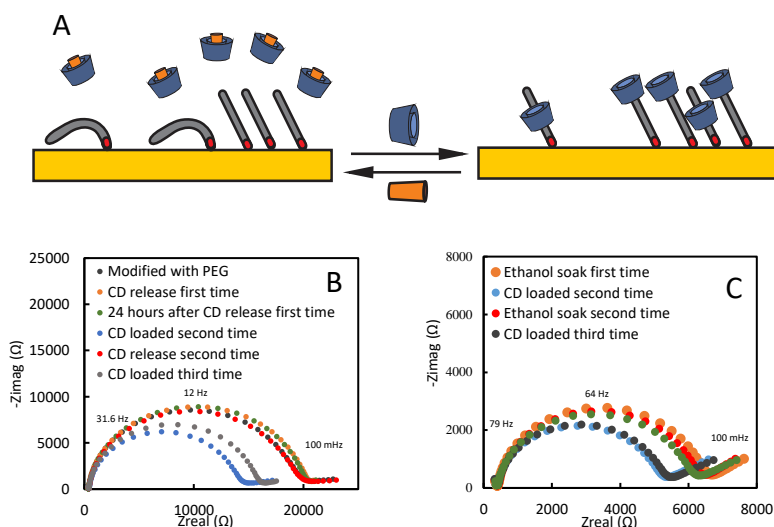 A
B
25000
20000
15000
10000
5000
0
-Zimag (Ω)
Modified with PEG
CD release first time
24 hours after CD release first time
CD loaded second time
CD release second time
CD loaded third time
31.6 Hz
12 Hz
100 mHz
0
10000
20000
Zreal (Ω)
C
8000
6000
4000
2000
0
-Zimag (Ω)
Ethanol soak first time
CD loaded second time
Ethanol soak second time
CD loaded third time
79 Hz
64 Hz
100 mHz
0
2000
4000
6000
8000
Zreal (Ω)